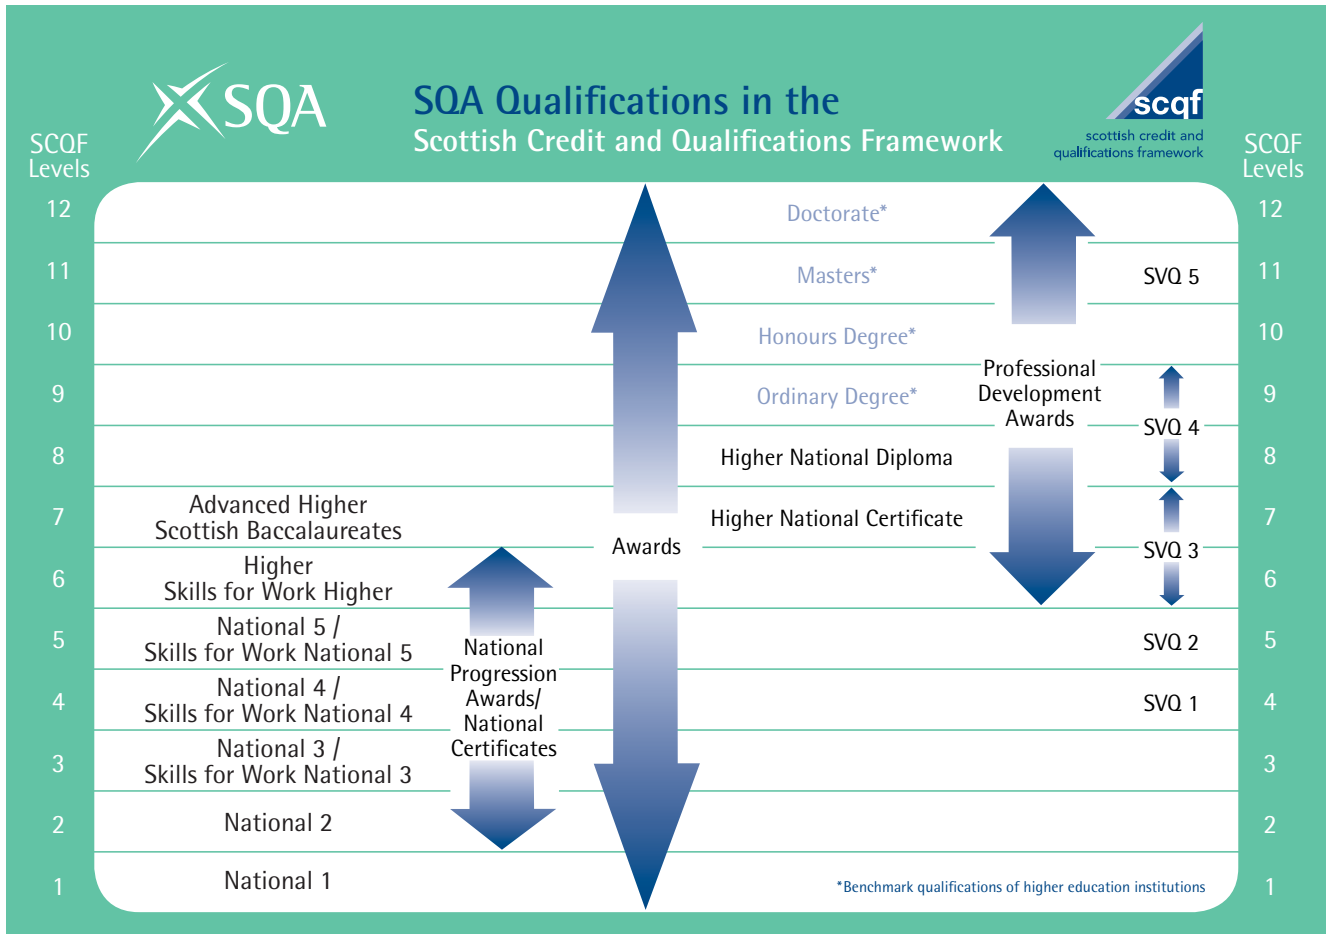 SQA
SQA Qualifications in the
Scottish Credit and Qualifications Framework
scqf
scottish credit and
qualifications framework
SCQF
Levels
SCQF
Levels
12
Doctorate*
12
11
Masters*
SVQ 5
11
10
Honours Degree*
10
9
Ordinary Degree*
Professional
Development
Awards
9
SVQ 4
8
Higher National Diploma
8
7
Advanced Higher
Scottish Baccalaureates
Higher National Certificate
7
Awards
SVQ 3
6
Higher
Skills for Work Higher
6
5
National 5 /
Skills for Work National 5
SVQ 2
5
National
Progression
Awards/
National
Certificates
4
National 4 /
Skills for Work National 4
SVQ 1
4
3
National 3 /
Skills for Work National 3
3
2
National 2
2
1
National 1
*Benchmark qualifications of higher education institutions
1